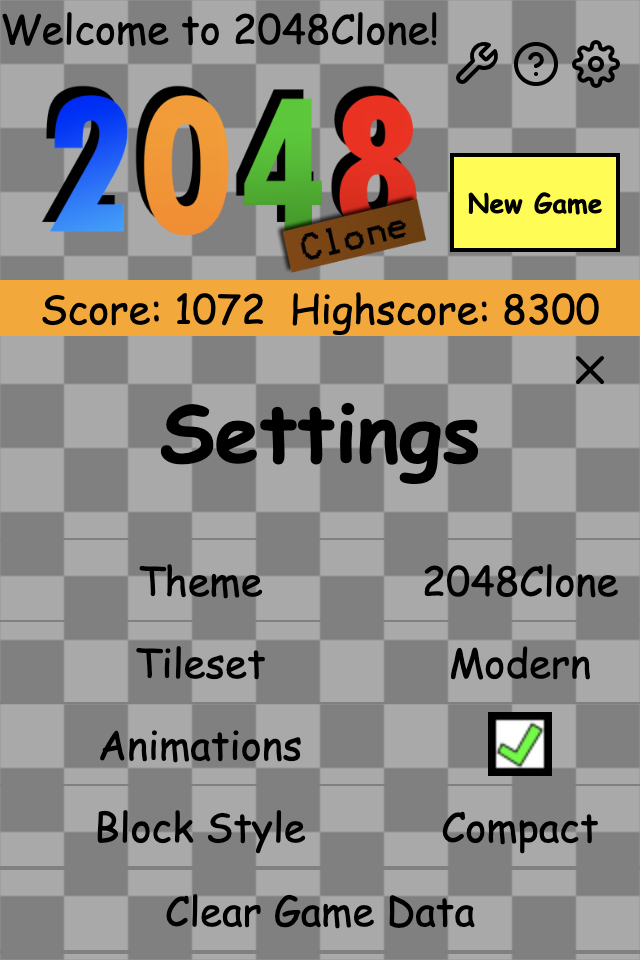 Welcome to 2048Clone!
2048
Clone
New Game
Score: 1072 Highscore: 8300
Settings
Theme 2048Clone
Tileset Modern
Animations
Block Style Compact
Clear Game Data